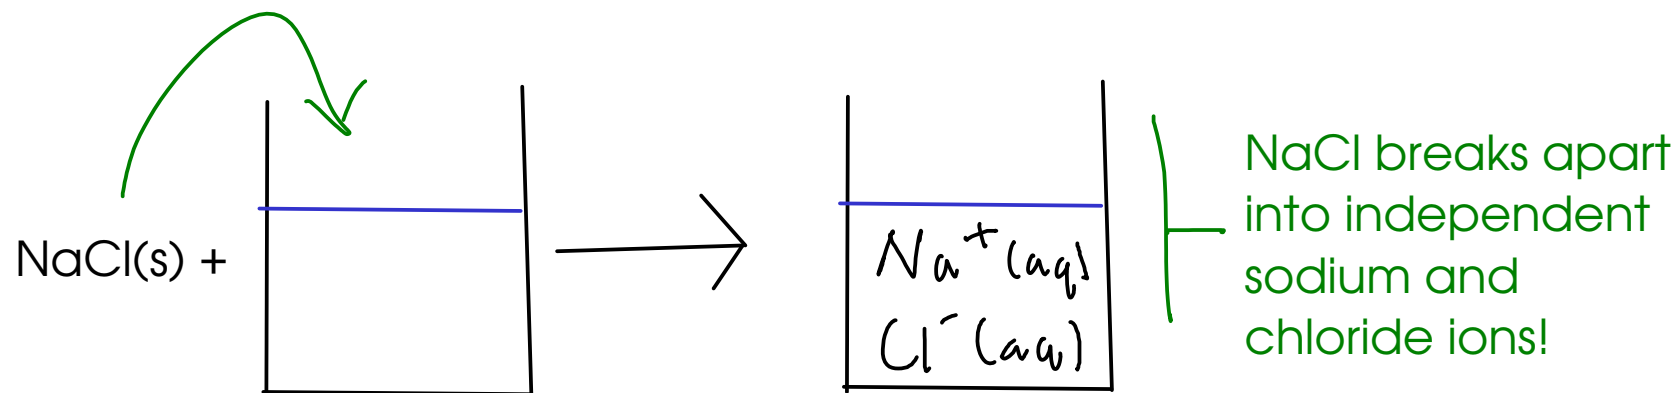 NaCl(s) +
Na⁺(aq)
Cl⁻(aq)
NaCl breaks apart
into independent
sodium and
chloride ions!